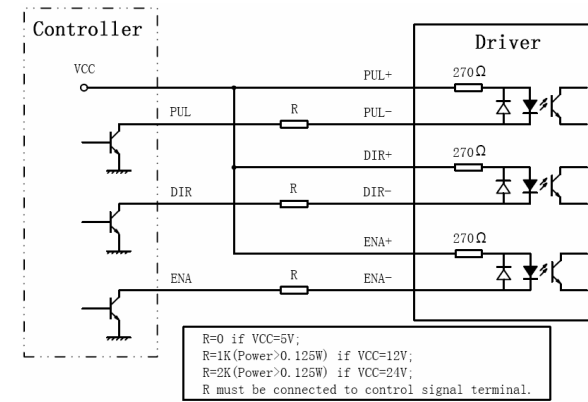 Controller
Driver
VCC
PUL+
270Ω
PUL
R
PUL-
DIR+
270Ω
DIR
R
DIR-
ENA+
270Ω
ENA
R
ENA-
R=0 if VCC=5V;
R=1K(Power>0.125W) if VCC=12V;
R=2K(Power>0.125W) if VCC=24V;
R must be connected to control signal terminal.